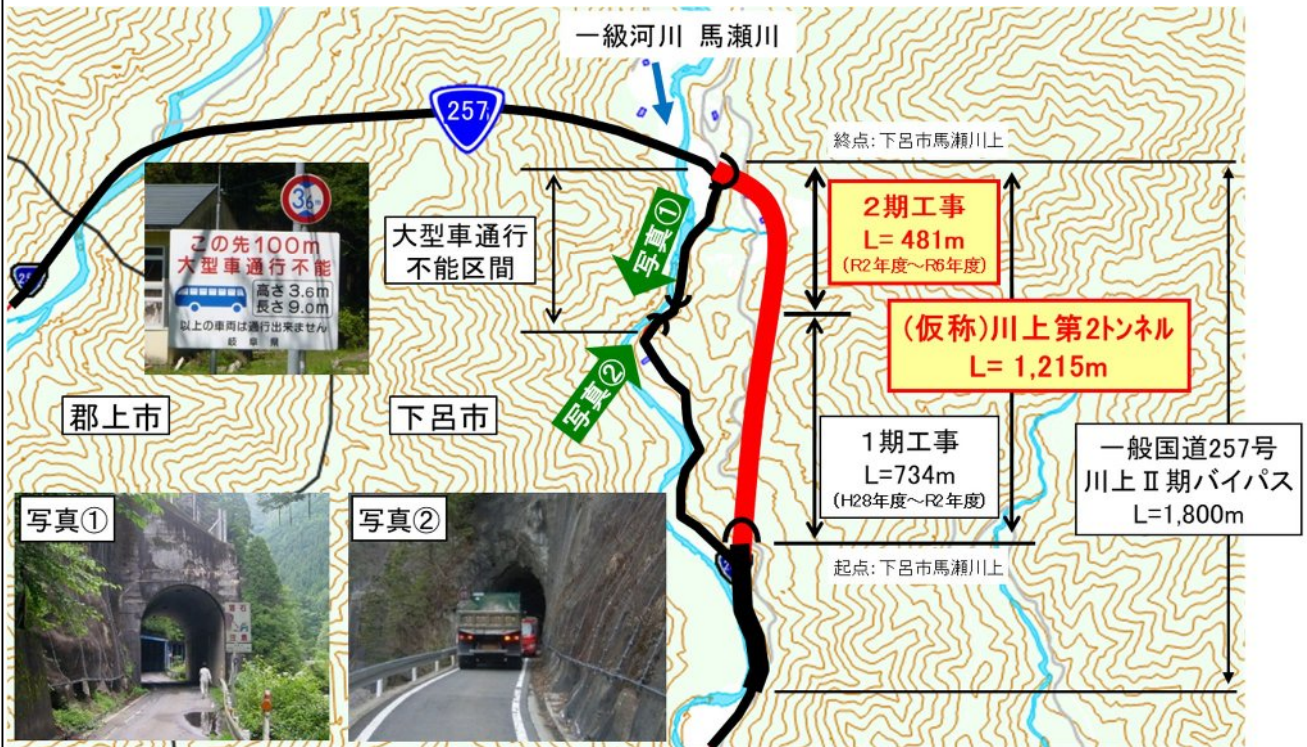 一級河川 馬瀬川
257
終点:下呂市馬瀬川上
3.6m
この先100m
大型車通行不能
高さ3.6m
長さ9.0m
以上の車両は通行出来ません
岐阜県
大型車通行
不能区間
写真①
写真②
2期工事
L= 481m
(R2年度~R6年度)
(仮称)川上第2トンネル
L= 1,215m
郡上市
下呂市
1期工事
L=734m
(H28年度~R2年度)
一般国道257号
川上Ⅱ期バイパス
L=1,800m
起点:下呂市馬瀬川上
写真①
写真②
落石
注意